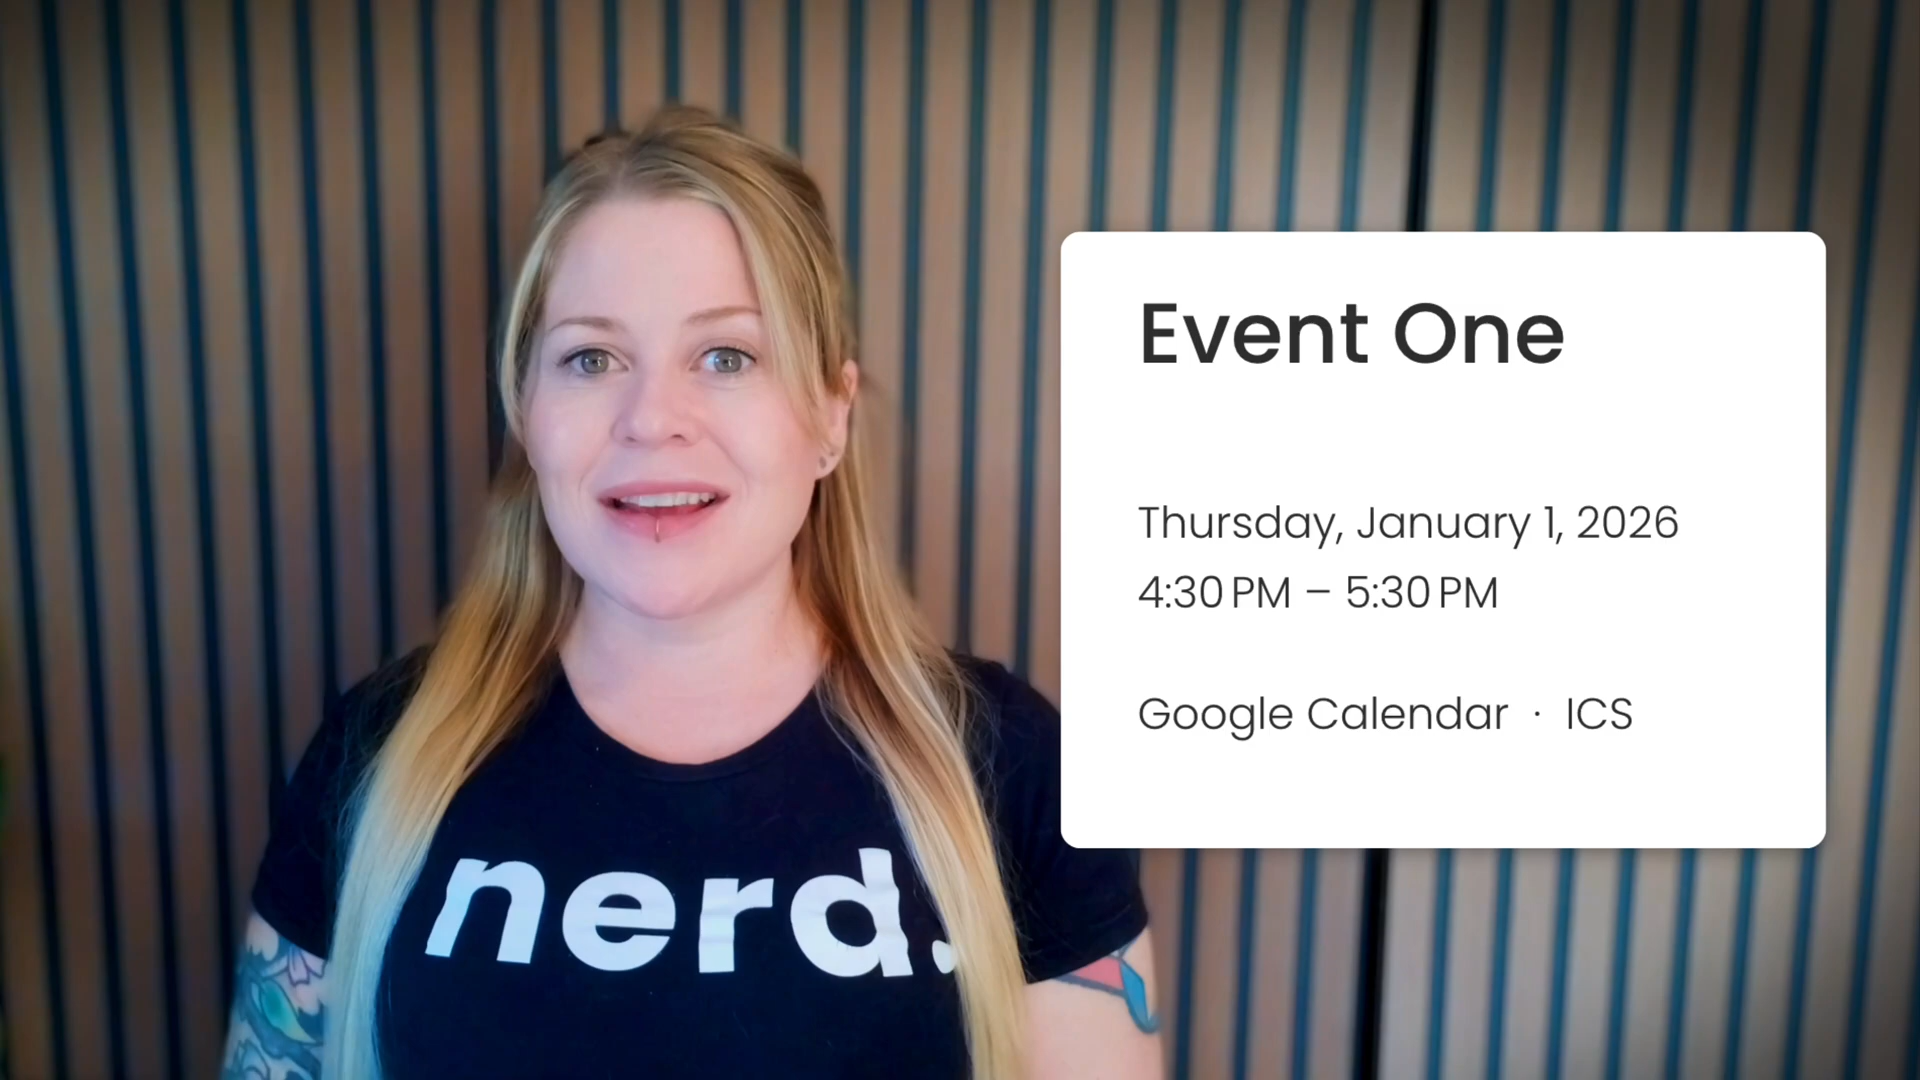 Event One
Thursday, January 1, 2026
4:30 PM – 5:30 PM
Google Calendar · ICS
nerd.